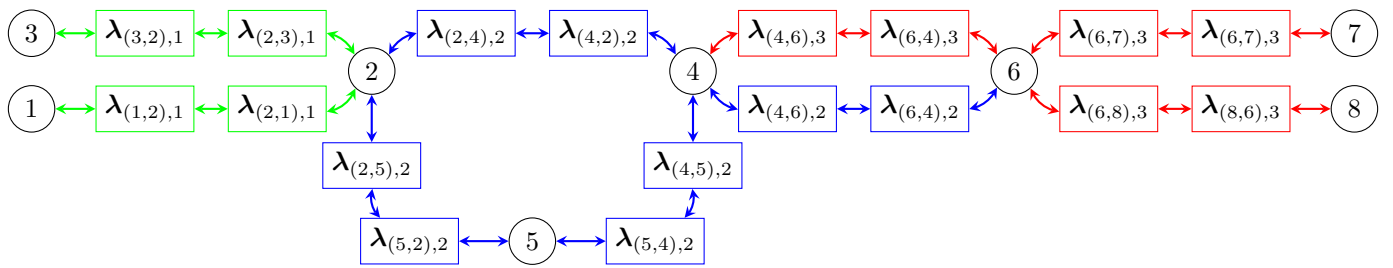 3 λ(3,2),1 λ(2,3),1 λ(2,4),2 λ(4,2),2 λ(4,6),3 λ(6,4),3 λ(6,7),3 λ(6,7),3 7
2 4 6
1 λ(1,2),1 λ(2,1),1 λ(4,6),2 λ(6,4),2 λ(6,8),3 λ(8,6),3 8
λ(2,5),2 λ(4,5),2
λ(5,2),2 5 λ(5,4),2